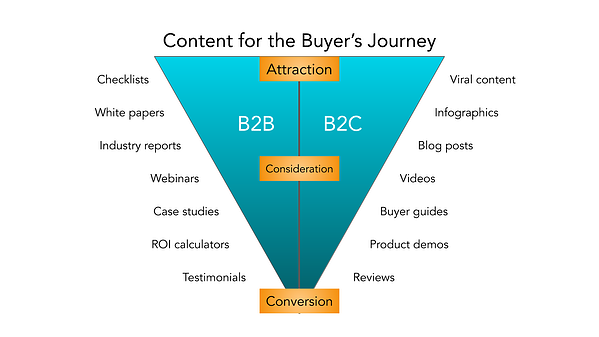 Content for the Buyer's Journey
Attraction
Checklists
Viral content
White papers
Infographics
B2B
B2C
Industry reports
Blog posts
Consideration
Webinars
Videos
Case studies
Buyer guides
ROI calculators
Product demos
Testimonials
Reviews
Conversion